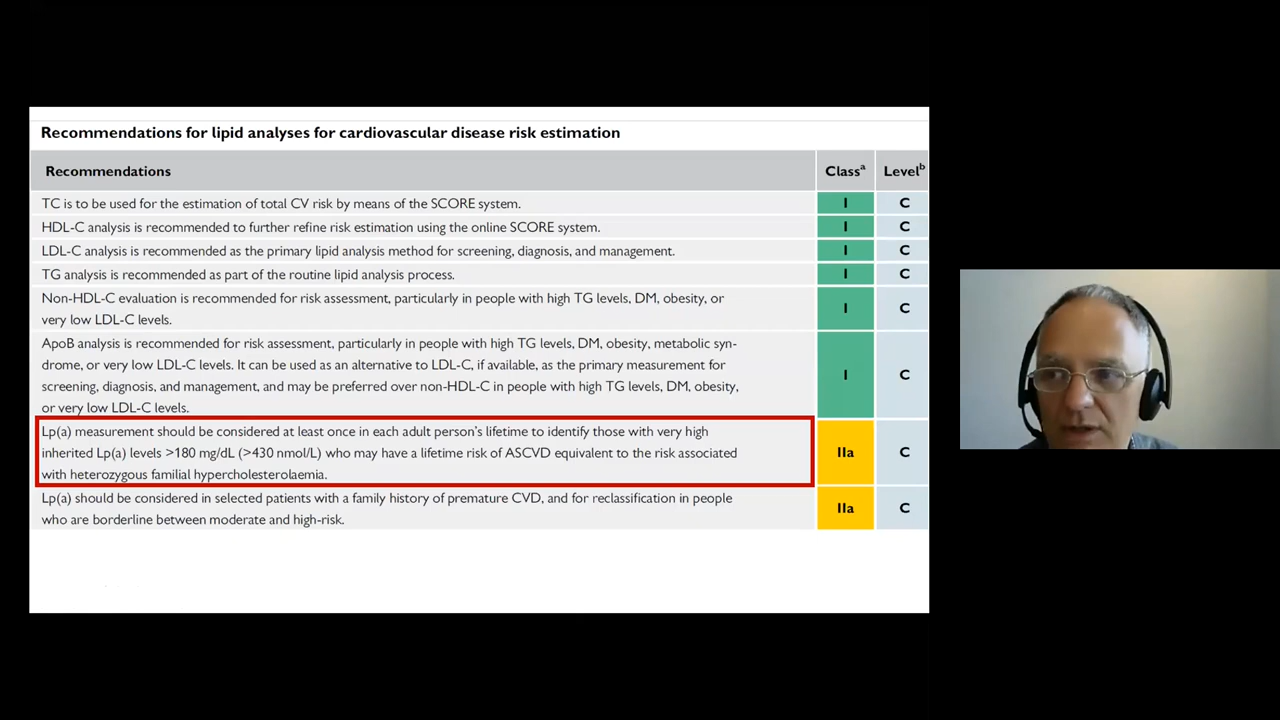 Recommendations for lipid analyses for cardiovascular disease risk estimation
Recommendations Classᵃ Levelᵇ
TC is to be used for the estimation of total CV risk by means of the SCORE system. I C
HDL-C analysis is recommended to further refine risk estimation using the online SCORE system. I C
LDL-C analysis is recommended as the primary lipid analysis method for screening, diagnosis, and management. I C
TG analysis is recommended as part of the routine lipid analysis process. I C
Non-HDL-C evaluation is recommended for risk assessment, particularly in people with high TG levels, DM, obesity, or
very low LDL-C levels. I C
ApoB analysis is recommended for risk assessment, particularly in people with high TG levels, DM, obesity, metabolic syn-
drome, or very low LDL-C levels. It can be used as an alternative to LDL-C, if available, as the primary measurement for
screening, diagnosis, and management, and may be preferred over non-HDL-C in people with high TG levels, DM, obesity,
or very low LDL-C levels. I C
Lp(a) measurement should be considered at least once in each adult person's lifetime to identify those with very high
inherited Lp(a) levels >180 mg/dL (>430 nmol/L) who may have a lifetime risk of ASCVD equivalent to the risk associated
with heterozygous familial hypercholesterolaemia. IIa C
Lp(a) should be considered in selected patients with a family history of premature CVD, and for reclassification in people
who are borderline between moderate and high-risk. IIa C